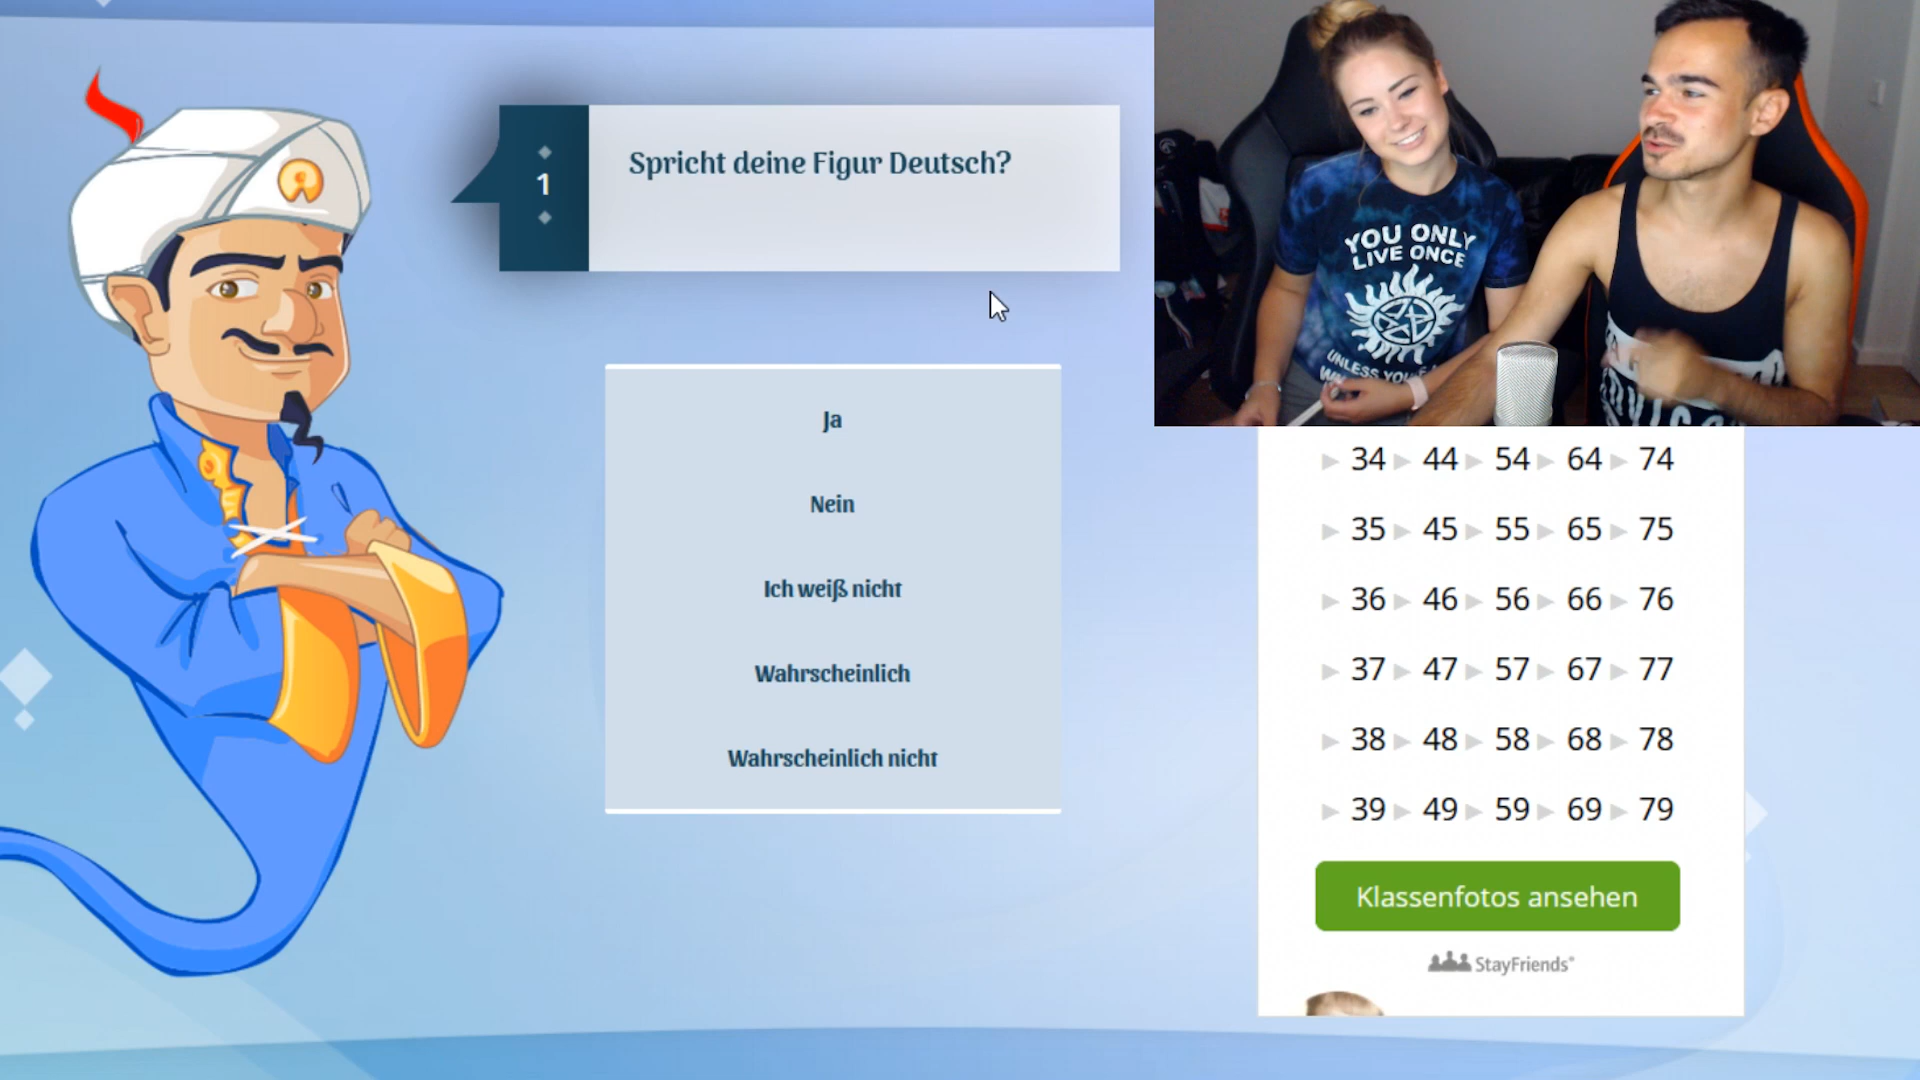 1
Spricht deine Figur Deutsch?
Ja
Nein
Ich weiß nicht
Wahrscheinlich
Wahrscheinlich nicht
YOU ONLY
LIVE ONCE
UNLESS
34 44 54 64 74
35 45 55 65 75
36 46 56 66 76
37 47 57 67 77
38 48 58 68 78
39 49 59 69 79
Klassenfotos ansehen
StayFriends